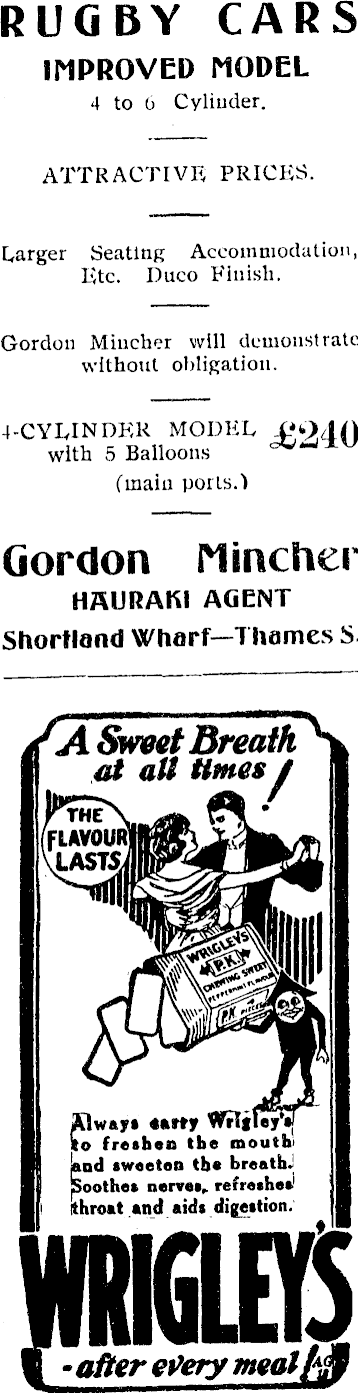 RUGBY CARS
IMPROVED MODEL
4 to 6 Cylinder.
ATTRACTIVE PRICES.
Larger Seating Accommodation,
Etc. Duco Finish.
Gordon Mincher will demonstrate
without obligation.
4-CYLINDER MODEL £240
with 5 Balloons
(main ports.)
Gordon Mincher
HAURAKI AGENT
Shortland Wharf—Thames S.
A Sweet Breath
at all times!
THE
FLAVOUR
LASTS
WRIGLEY'S
P.K
CHEWING SWEET
PEPPERMINT FLAVOUR
P.K PIECES
Always carry Wrigley's
to freshen the mouth
and sweeten the breath.
Soothes nerves, refreshes
throat and aids digestion.
WRIGLEY'S
-after every meal!